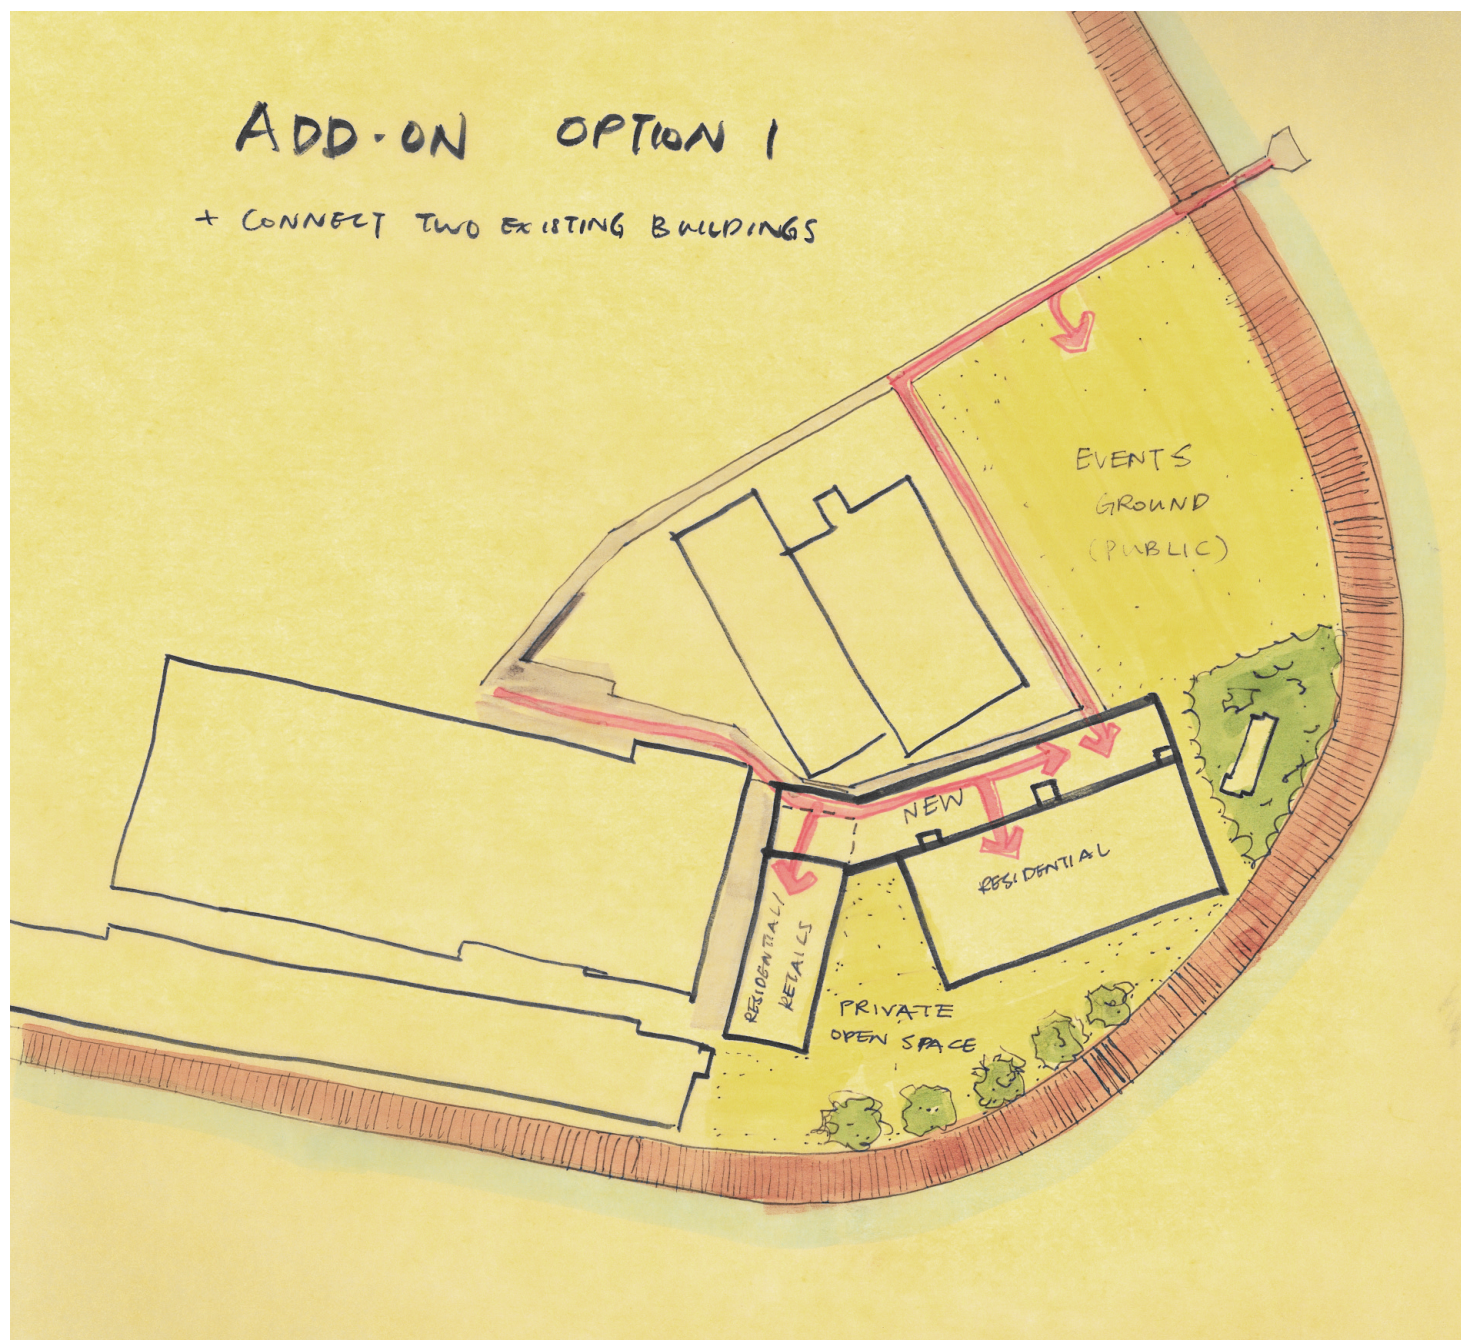 ADD-ON OPTION 1
+ CONNECT TWO EXISTING BUILDINGS
EVENTS
GROUND
(PUBLIC)
NEW
RESIDENTIAL
RESIDENTIAL/
RETAILS
PRIVATE
OPEN SPACE